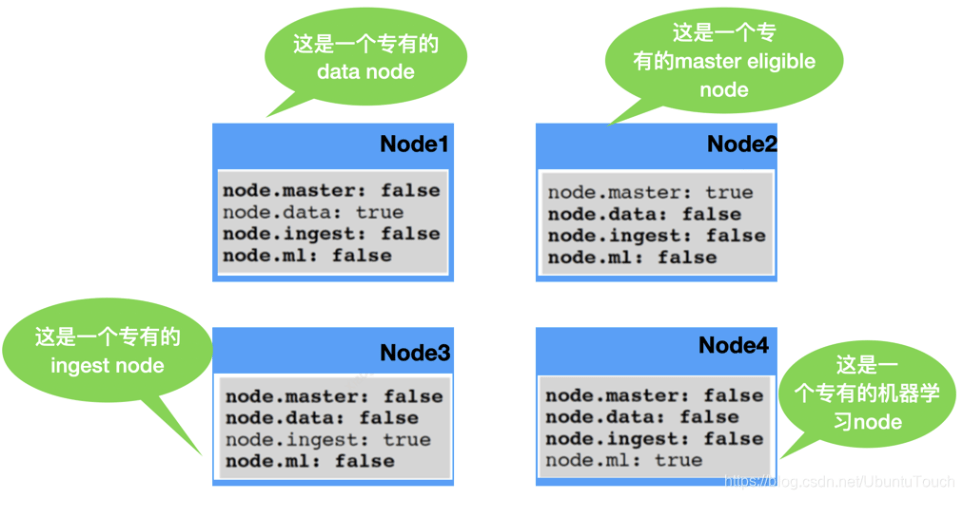 这是一个专有的
data node
这是一个专
有的master eligible
node
Node1
node.master: false
node.data: true
node.ingest: false
node.ml: false
Node2
node.master: true
node.data: false
node.ingest: false
node.ml: false
这是一个专有的
ingest node
Node3
node.master: false
node.data: false
node.ingest: true
node.ml: false
Node4
node.master: false
node.data: false
node.ingest: false
node.ml: true
这是一
个专有的机器学
习node
https://blog.csdn.net/UbuntuTouch